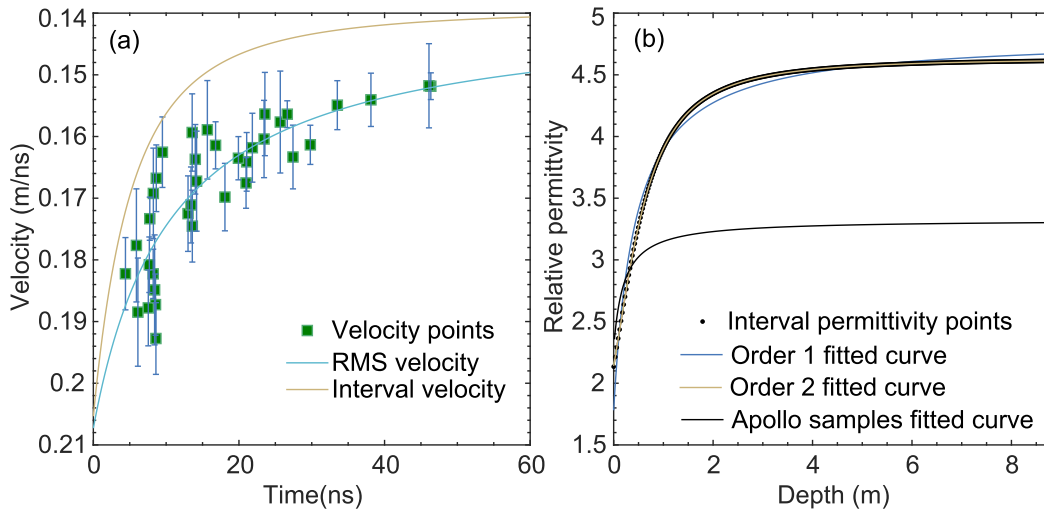 (a)
0.14
0.15
0.16
0.17
0.18
0.19
0.2
0.21
Velocity (m/ns)
Velocity points
RMS velocity
Interval velocity
0
20
40
60
Time(ns)
(b)
5
4.5
4
3.5
3
2.5
2
1.5
Relative permittivity
Interval permittivity points
Order 1 fitted curve
Order 2 fitted curve
Apollo samples fitted curve
0
2
4
6
8
Depth (m)